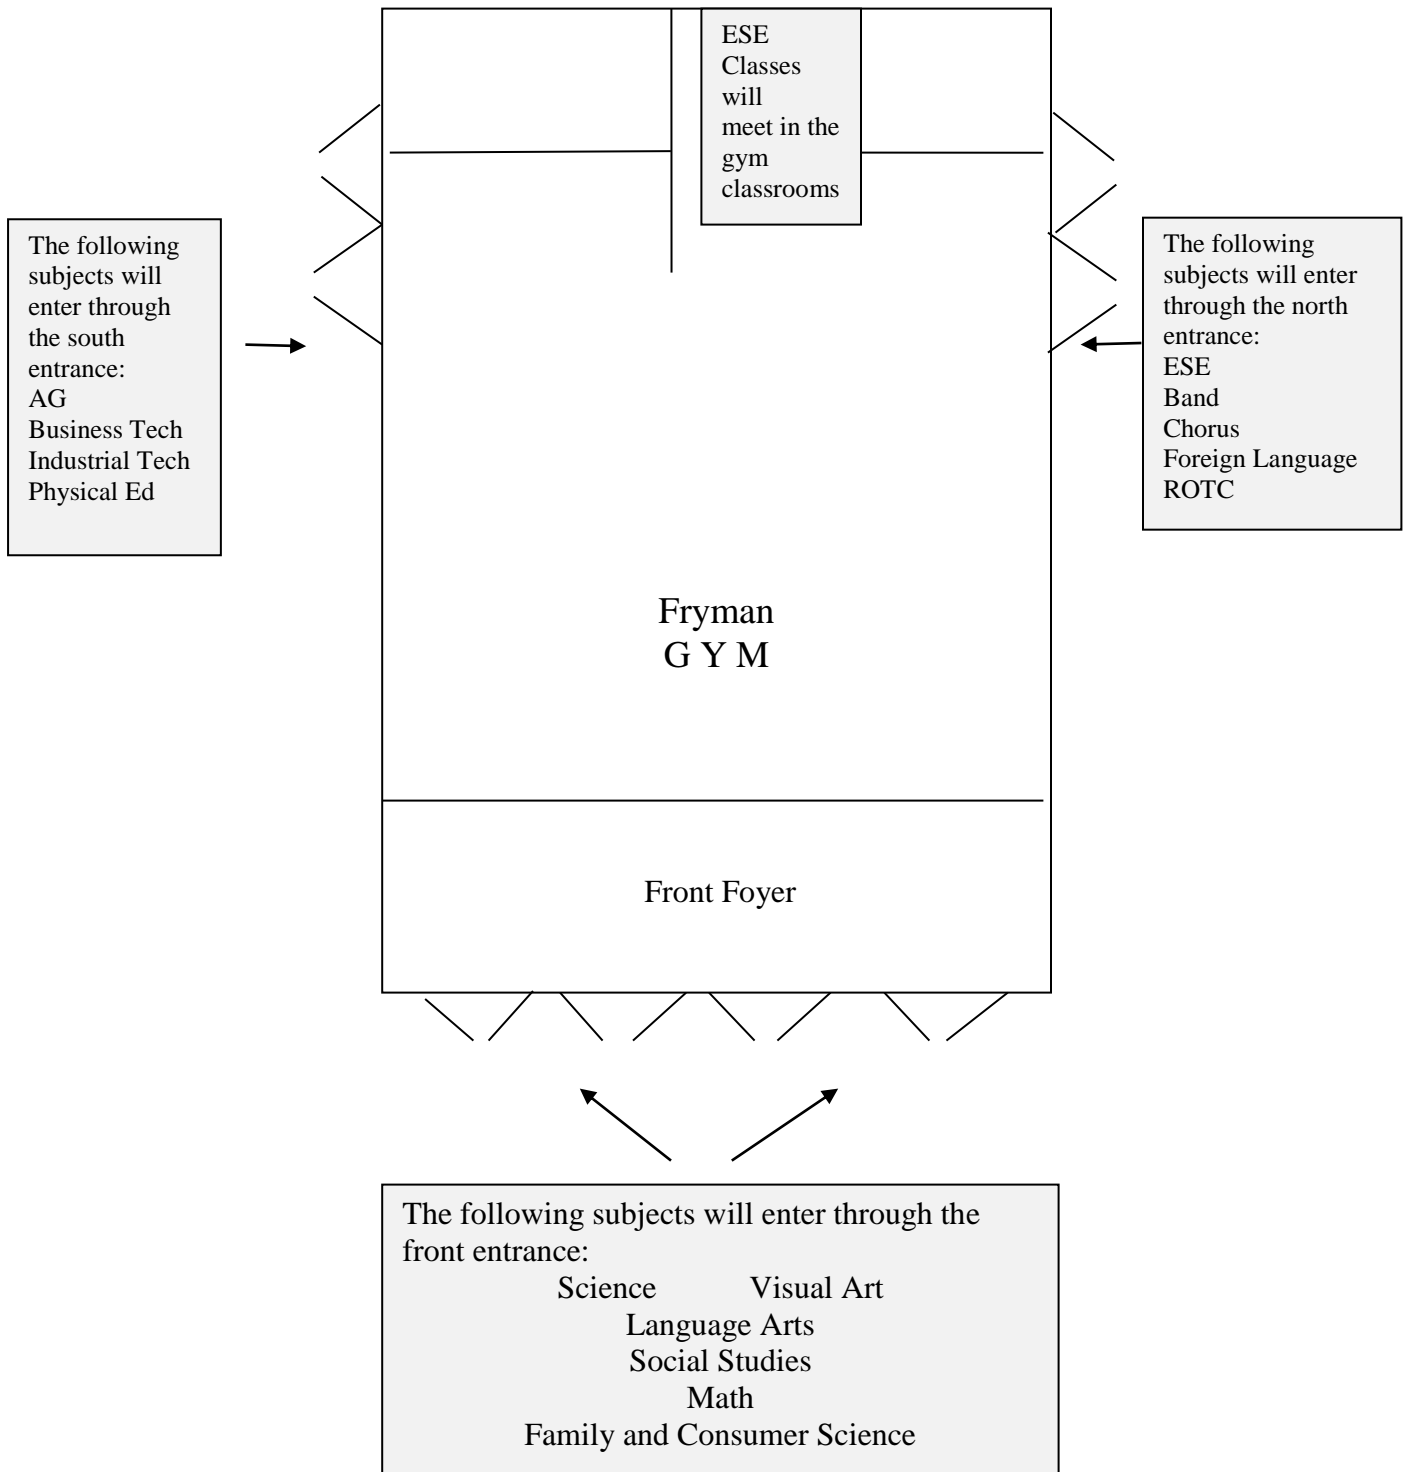 ESE
Classes
will
meet in the
gym
classrooms
The following
subjects will
enter through
the south
entrance:
AG
Business Tech
Industrial Tech
Physical Ed
The following
subjects will enter
through the north
entrance:
ESE
Band
Chorus
Foreign Language
ROTC
Fryman
G Y M
Front Foyer
The following subjects will enter through the
front entrance:
Science Visual Art
Language Arts
Social Studies
Math
Family and Consumer Science